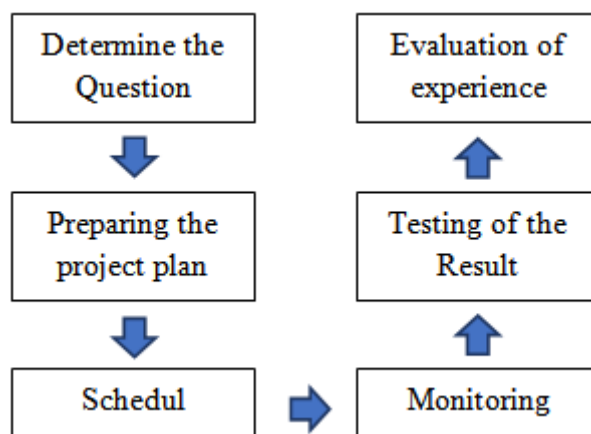 Determine the
Question
Preparing the
project plan
Schedul
Monitoring
Testing of the
Result
Evaluation of
experience